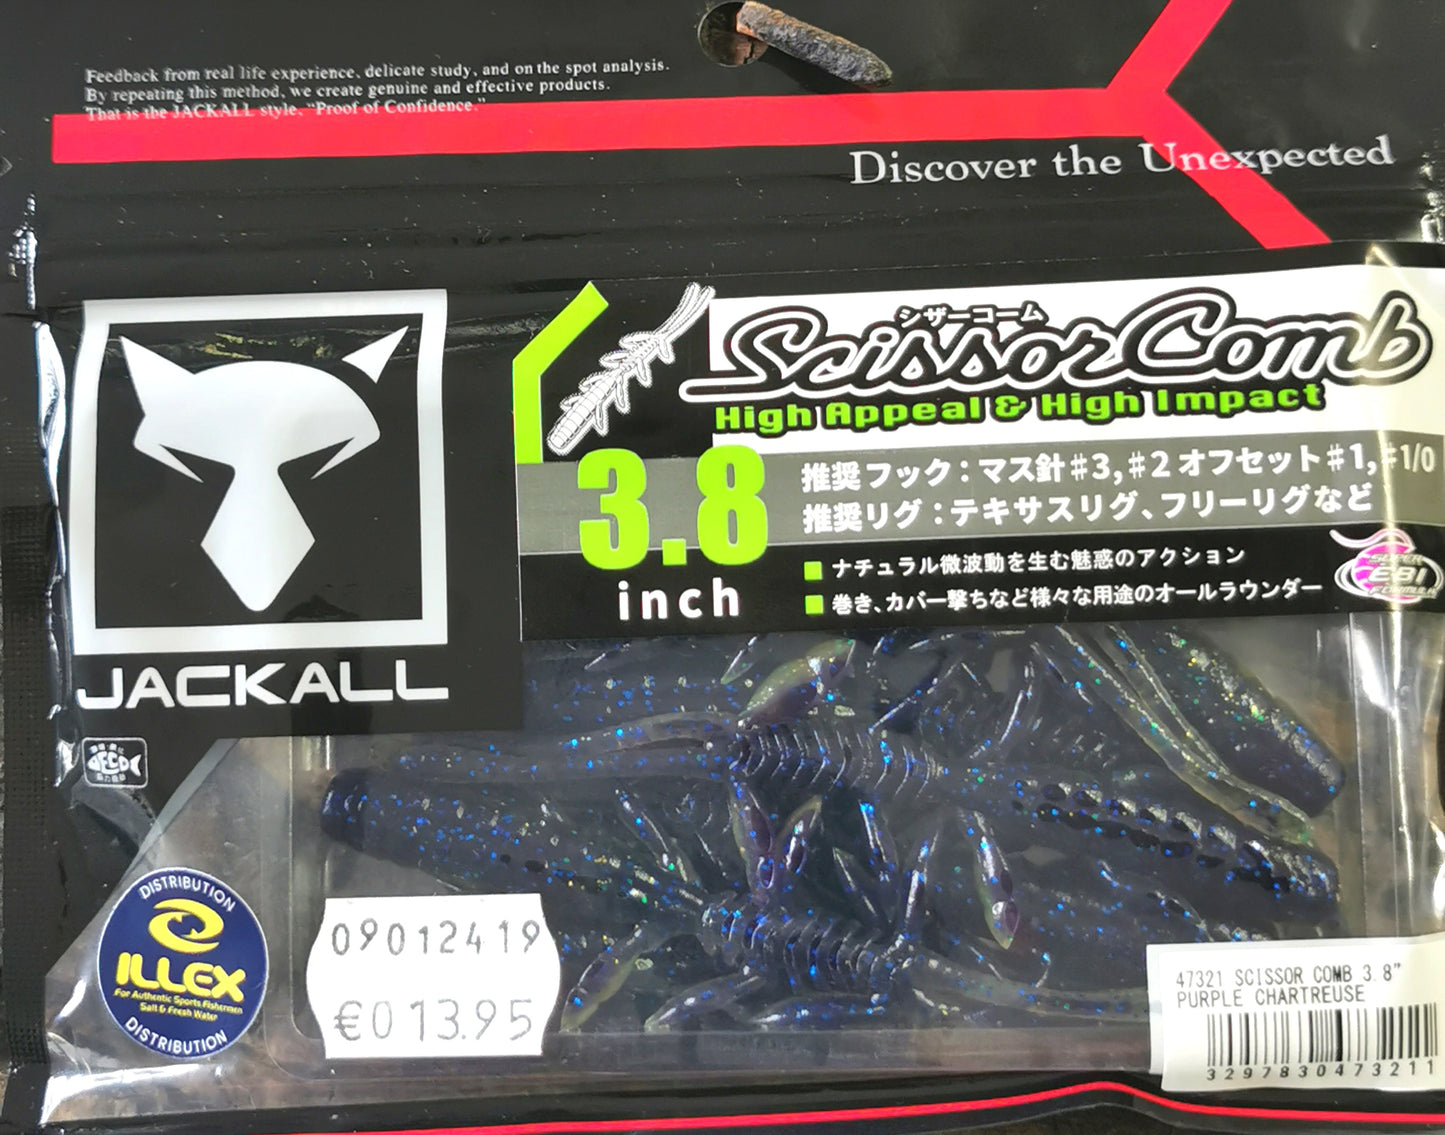 Feedback from real life experience, delicate study, and on the spot analysis.
By repeating this method, we create genuine and effective products.
That is the JACKALL style, "Proof of Confidence."
Discover the Unexpected
シザーコーム
ScissorComb
High Appeal & High Impact
3.8
inch
推奨フック：マス針#3,#2 オフセット#1,#1/0
推奨リグ：テキサスリグ、フリーリグなど
ナチュラル微波動を生む魅惑のアクション
巻き、カバー撃ちなど様々な用途のオールラウンダー
SUPER
EBI
FORMULA
JACKALL
DISTRIBUTION
ILLEX
For Authentic Sports Fishermen
Salt & Fresh Water
DISTRIBUTION
09012419
€013.95
47321 SCISSOR COMB 3.8"
PURPLE CHARTREUSE
3297830473211